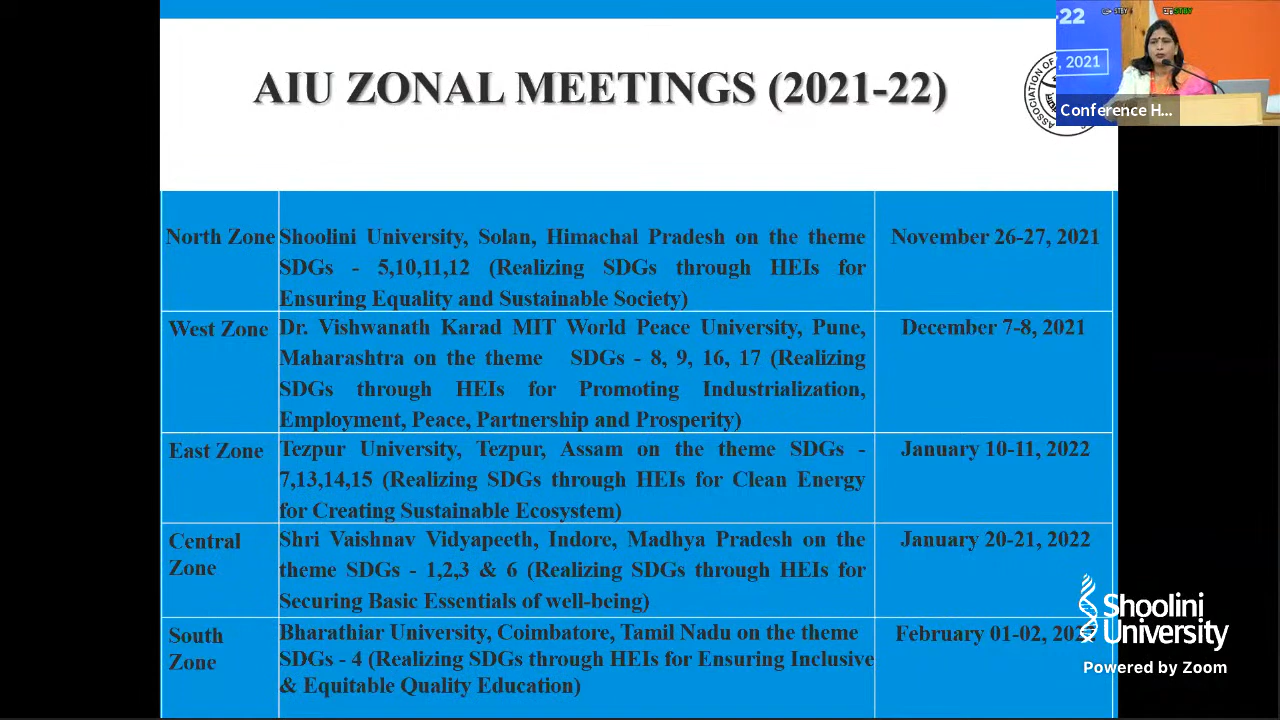 AIU ZONAL MEETINGS (2021-22)
-22
, 2021
Conference H...
ASSOCIATION OF
North Zone
Shoolini University, Solan, Himachal Pradesh on the theme
SDGs - 5,10,11,12 (Realizing SDGs through HEIs for
Ensuring Equality and Sustainable Society)
November 26-27, 2021
West Zone
Dr. Vishwanath Karad MIT World Peace University, Pune,
Maharashtra on the theme SDGs - 8, 9, 16, 17 (Realizing
SDGs through HEIs for Promoting Industrialization,
Employment, Peace, Partnership and Prosperity)
December 7-8, 2021
East Zone
Tezpur University, Tezpur, Assam on the theme SDGs -
7,13,14,15 (Realizing SDGs through HEIs for Clean Energy
for Creating Sustainable Ecosystem)
January 10-11, 2022
Central
Zone
Shri Vaishnav Vidyapeeth, Indore, Madhya Pradesh on the
theme SDGs - 1,2,3 & 6 (Realizing SDGs through HEIs for
Securing Basic Essentials of well-being)
January 20-21, 2022
South
Zone
Bharathiar University, Coimbatore, Tamil Nadu on the theme
SDGs - 4 (Realizing SDGs through HEIs for Ensuring Inclusive
& Equitable Quality Education)
February 01-02, 202
Shoolini
University
Powered by Zoom